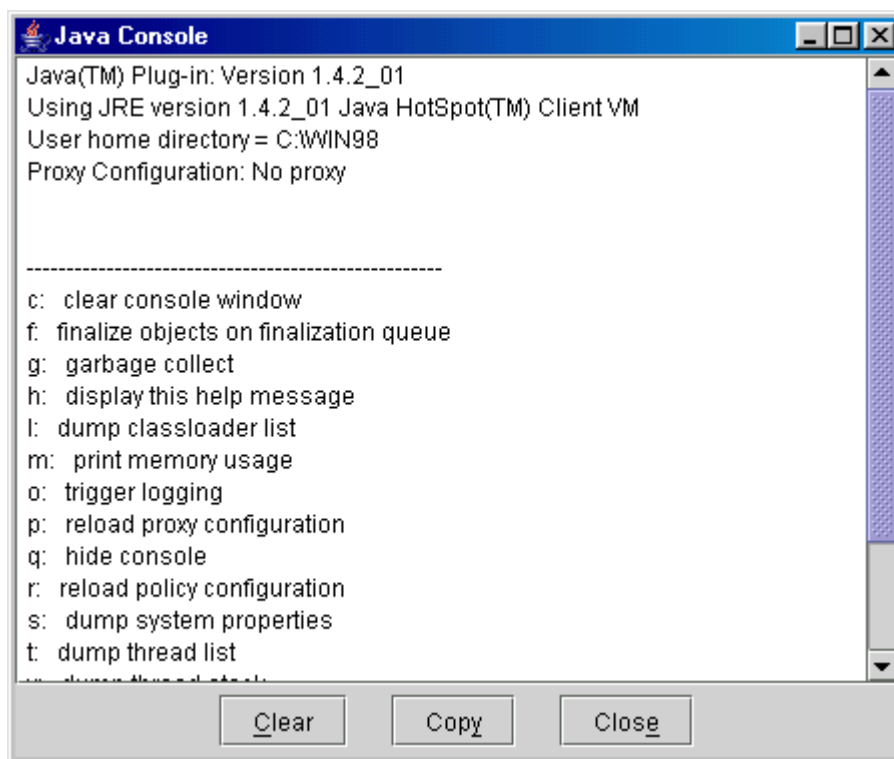 Java Console
Java(TM) Plug-in: Version 1.4.2_01
Using JRE version 1.4.2_01 Java HotSpot(TM) Client VM
User home directory = C:\WIN98
Proxy Configuration: No proxy
----------------------------------------------------
c: clear console window
f: finalize objects on finalization queue
g: garbage collect
h: display this help message
l: dump classloader list
m: print memory usage
o: trigger logging
p: reload proxy configuration
q: hide console
r: reload policy configuration
s: dump system properties
t: dump thread list
dump thread stack
Clear Copy Close